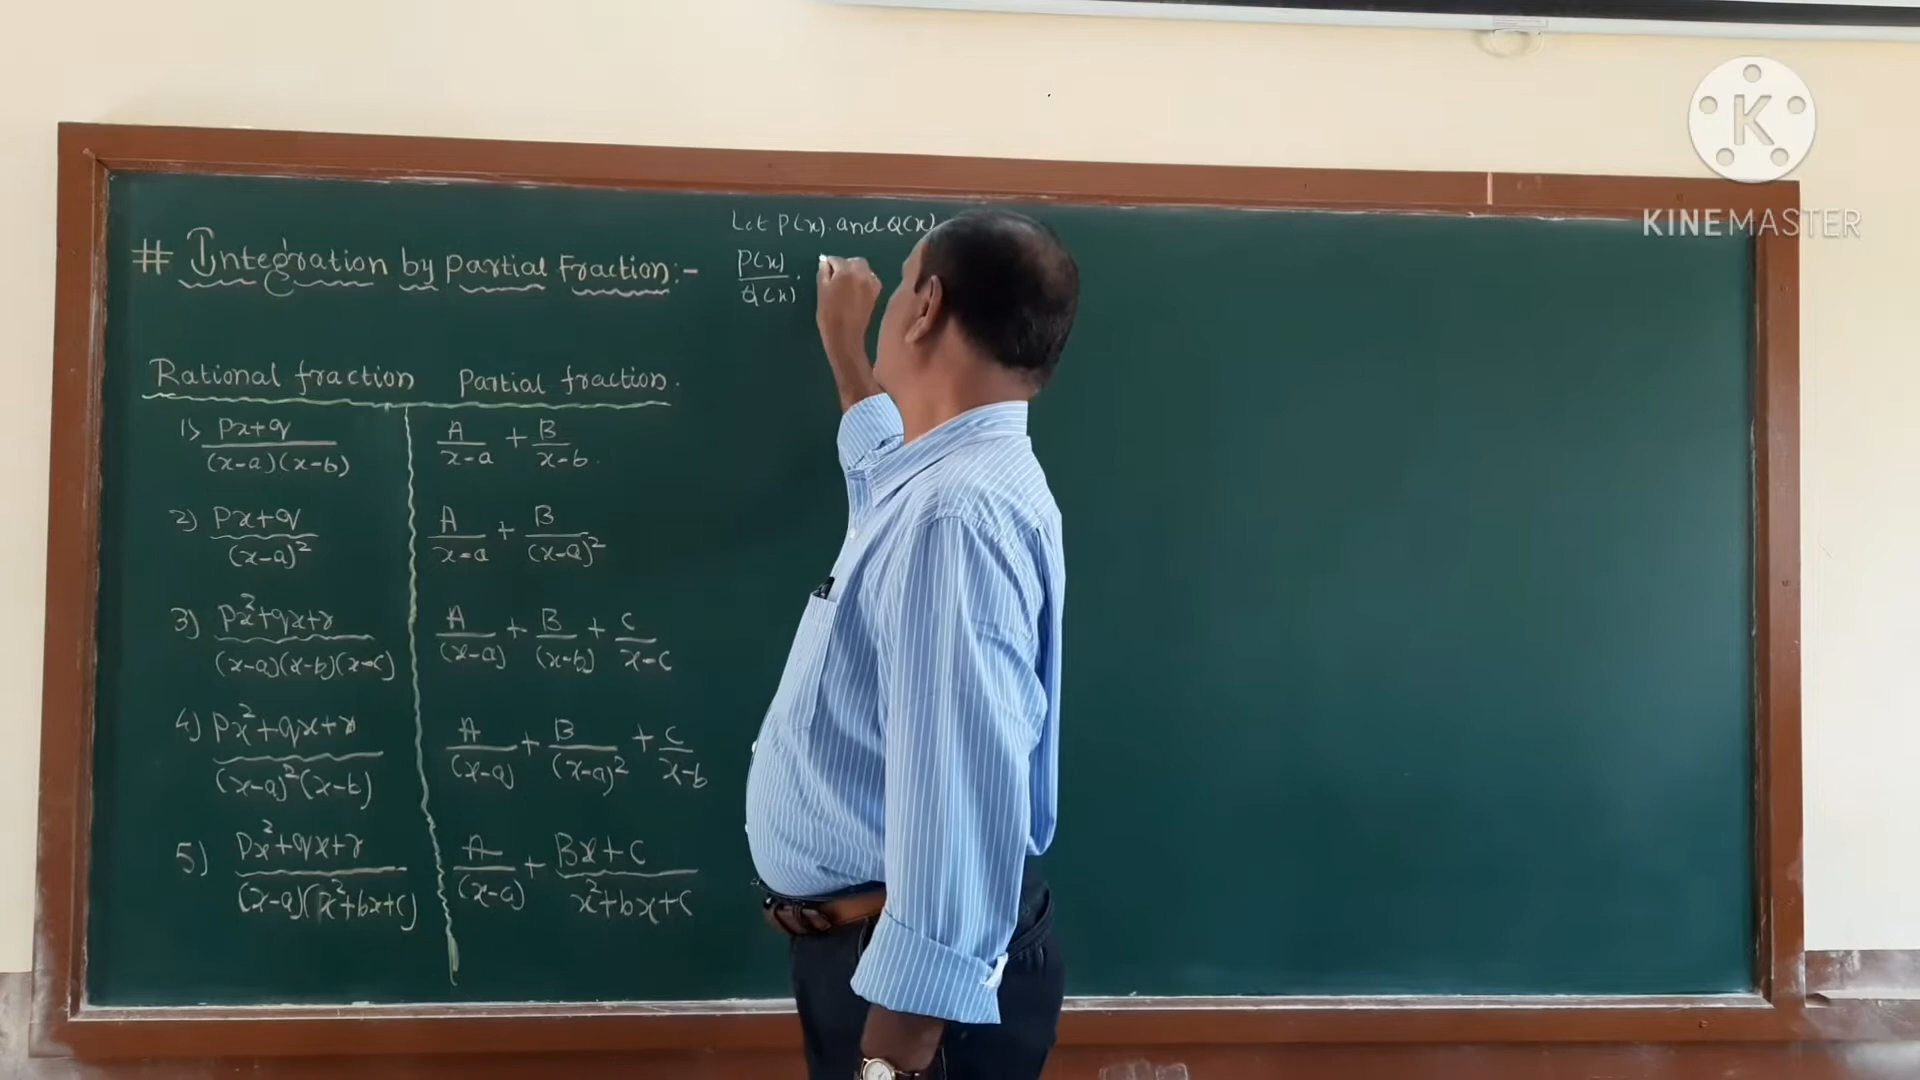 # Integration by Partial Fraction :-
Rational fraction Partial fraction.
1) Px+q/(x-a)(x-b) A/x-a + B/x-b.
2) Px+q/(x-a)² A/x-a + B/(x-a)²
3) Px²+qx+r/(x-a)(x-b)(x-c) A/(x-a) + B/(x-b) + C/x-c
4) Px²+qx+r/(x-a)²(x-b) A/(x-a) + B/(x-a)² + C/x-b
5) Px²+qx+r/(x-a)(x²+bx+c) A/(x-a) + Bx+C/x²+bx+c
Let P(x). and Q(x)
P(x)/Q(x).
K
KINEMASTER